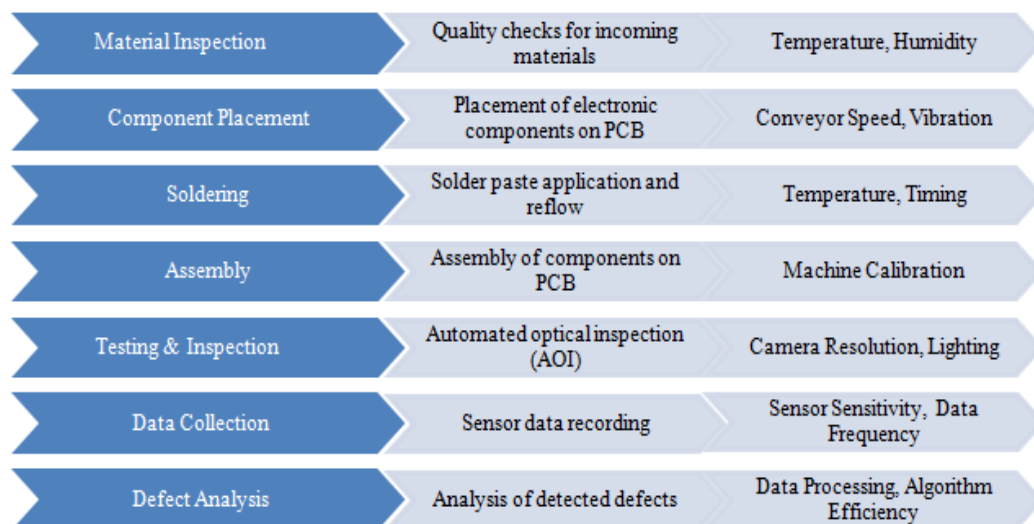 Material Inspection
Quality checks for incoming
materials
Temperature, Humidity
Component Placement
Placement of electronic
components on PCB
Conveyor Speed, Vibration
Soldering
Solder paste application and
reflow
Temperature, Timing
Assembly
Assembly of components on
PCB
Machine Calibration
Testing & Inspection
Automated optical inspection
(AOI)
Camera Resolution, Lighting
Data Collection
Sensor data recording
Sensor Sensitivity, Data
Frequency
Defect Analysis
Analysis of detected defects
Data Processing, Algorithm
Efficiency